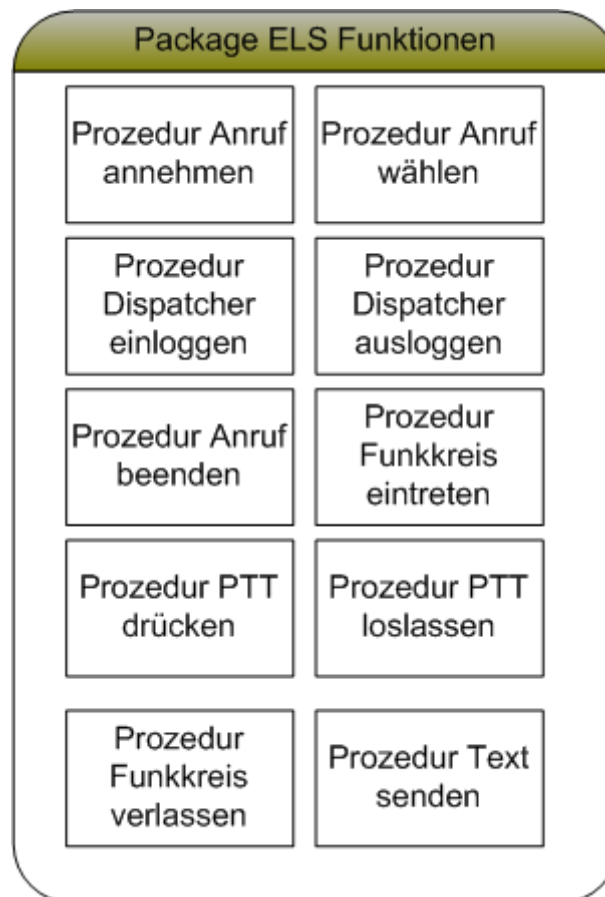 Package ELS Funktionen
Prozedur Anruf
annehmen
Prozedur Anruf
wählen
Prozedur
Dispatcher
einloggen
Prozedur
Dispatcher
ausloggen
Prozedur Anruf
beenden
Prozedur
Funkkreis
eintreten
Prozedur PTT
drücken
Prozedur PTT
loslassen
Prozedur
Funkkreis
verlassen
Prozedur Text
senden